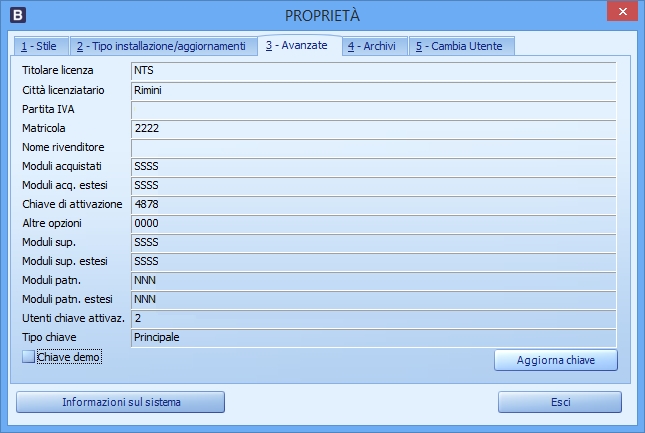 B
PROPRIETÀ
1 - Stile
2 - Tipo installazione/aggiornamenti
3 - Avanzate
4 - Archivi
5 - Cambia Utente
Titolare licenza NTS
Città licenziatario Rimini
Partita IVA
Matricola 2222
Nome rivenditore
Moduli acquistati SSSS
Moduli acq. estesi SSSS
Chiave di attivazione 4878
Altre opzioni 0000
Moduli sup. SSSS
Moduli sup. estesi SSSS
Moduli patn. NNN
Moduli patn. estesi NNN
Utenti chiave attivaz. 2
Tipo chiave Principale
Chiave demo
Aggiorna chiave
Informazioni sul sistema
Esci